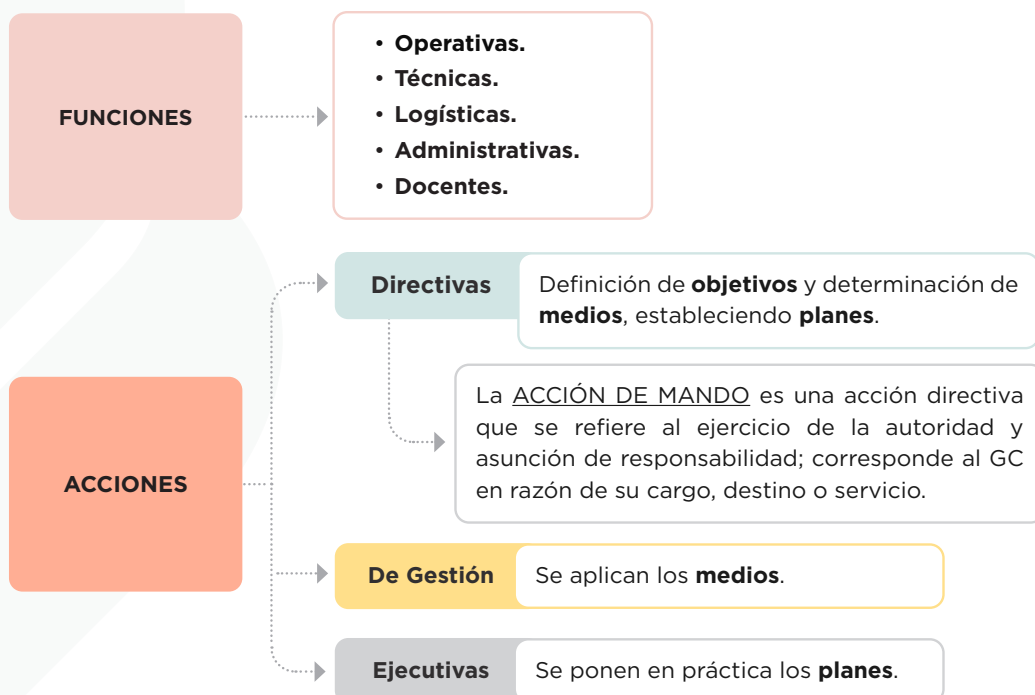 FUNCIONES
• Operativas.
• Técnicas.
• Logísticas.
• Administrativas.
• Docentes.
ACCIONES
Directivas
Definición de objetivos y determinación de
medios, estableciendo planes.
La ACCIÓN DE MANDO es una acción directiva
que se refiere al ejercicio de la autoridad y
asunción de responsabilidad; corresponde al GC
en razón de su cargo, destino o servicio.
De Gestión
Se aplican los medios.
Ejecutivas
Se ponen en práctica los planes.